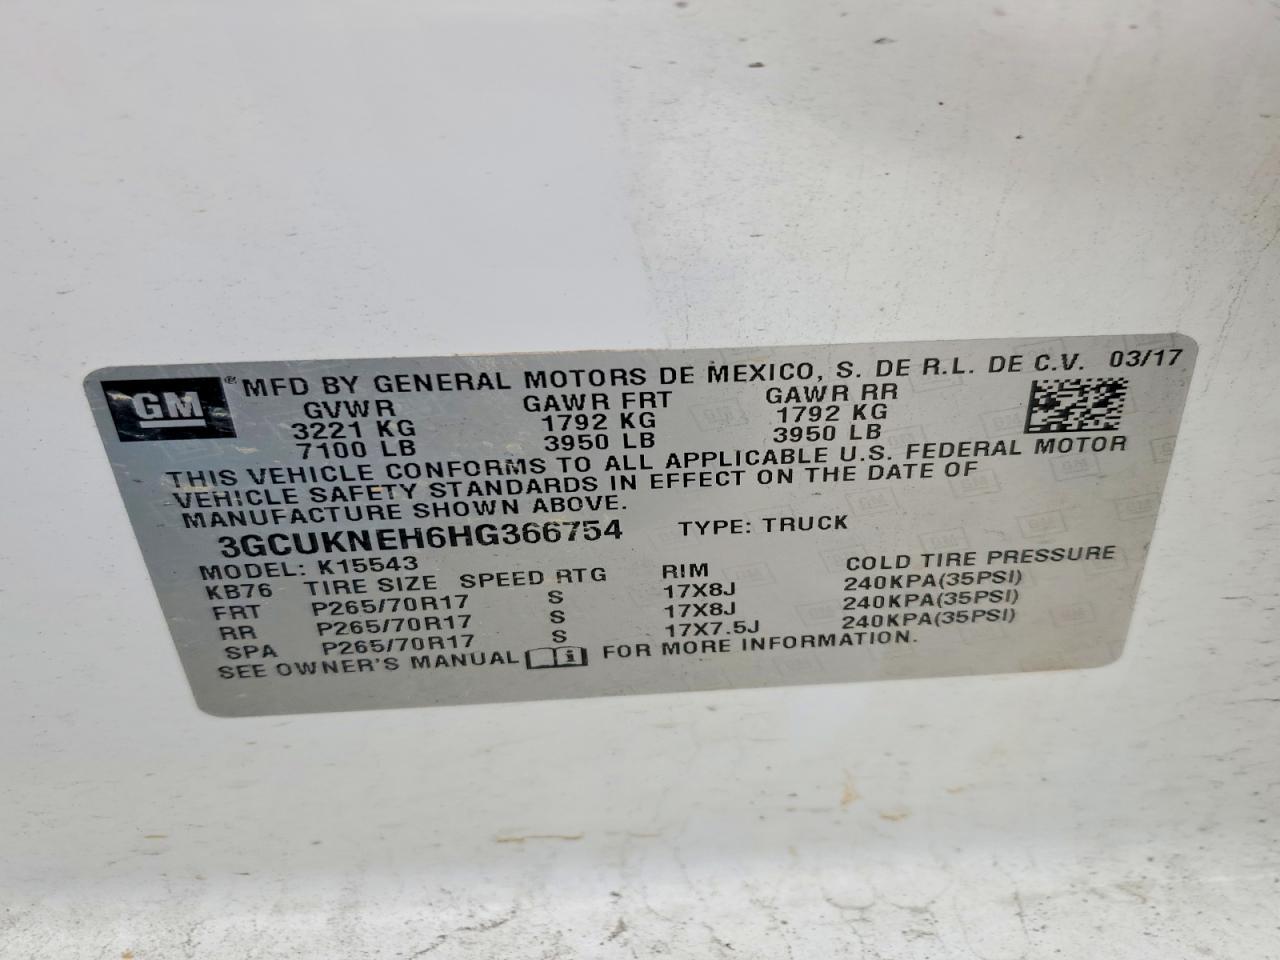 GM ® MFD BY GENERAL MOTORS DE MEXICO, S. DE R.L. DE C.V. 03/17
GVWR GAWR FRT GAWR RR
3221 KG 1792 KG 1792 KG
7100 LB 3950 LB 3950 LB
THIS VEHICLE CONFORMS TO ALL APPLICABLE U.S. FEDERAL MOTOR
VEHICLE SAFETY STANDARDS IN EFFECT ON THE DATE OF
MANUFACTURE SHOWN ABOVE.
3GCUKNEH6HG366754 TYPE: TRUCK
MODEL: K15543
KB76 TIRE SIZE SPEED RTG RIM COLD TIRE PRESSURE
FRT P265/70R17 S 17X8J 240KPA(35PSI)
RR P265/70R17 S 17X8J 240KPA(35PSI)
SPA P265/70R17 S 17X7.5J 240KPA(35PSI)
SEE OWNER'S MANUAL i FOR MORE INFORMATION.